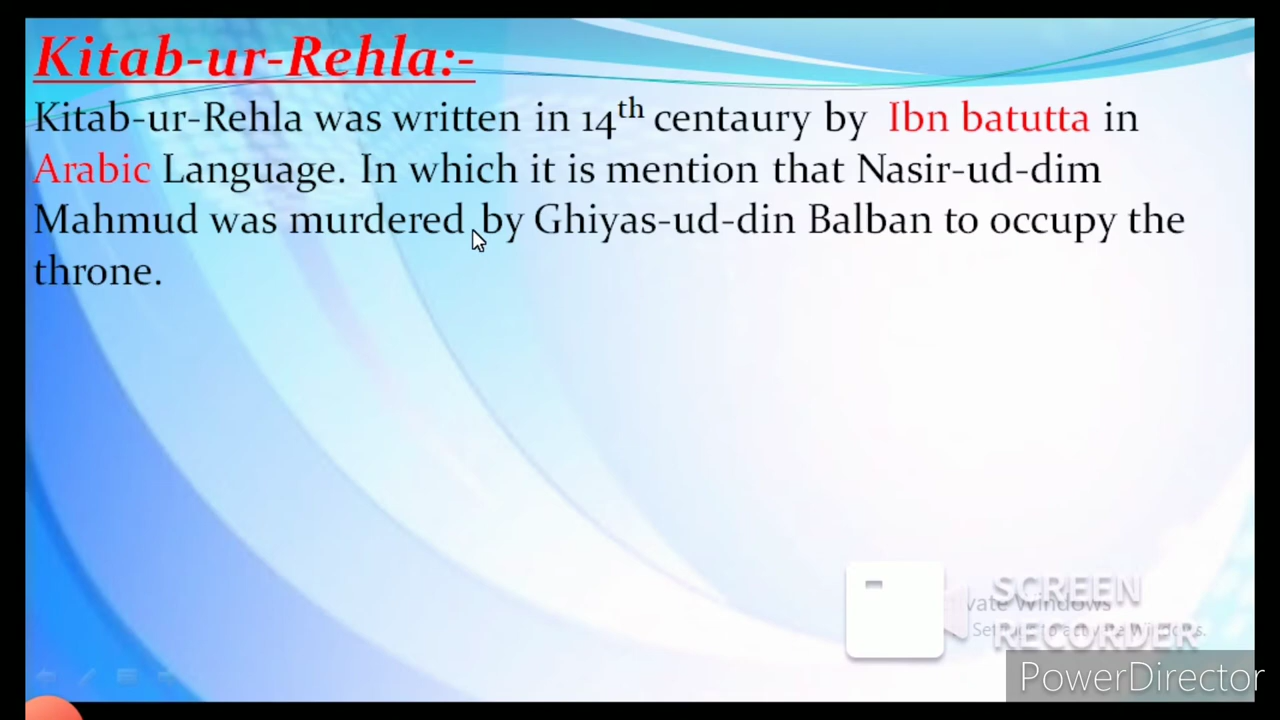 Kitab-ur-Rehla:-
Kitab-ur-Rehla was written in 14th centaury by Ibn batutta in
Arabic Language. In which it is mention that Nasir-ud-dim
Mahmud was murdered by Ghiyas-ud-din Balban to occupy the
throne.
SCREEN
Windows
RECORDER
PowerDirector